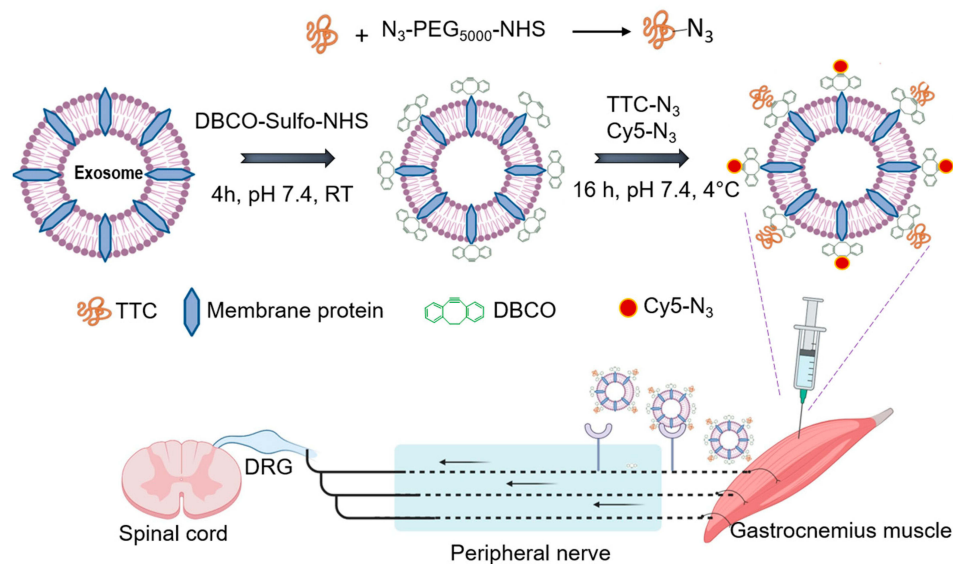 + N₃-PEG₅₀₀₀-NHS
N₃
Exosome
DBCO-Sulfo-NHS
4h, pH 7.4, RT
TTC-N₃
Cy5-N₃
16 h, pH 7.4, 4°C
TTC
Membrane protein
DBCO
Cy5-N₃
DRG
Spinal cord
Peripheral nerve
Gastrocnemius muscle